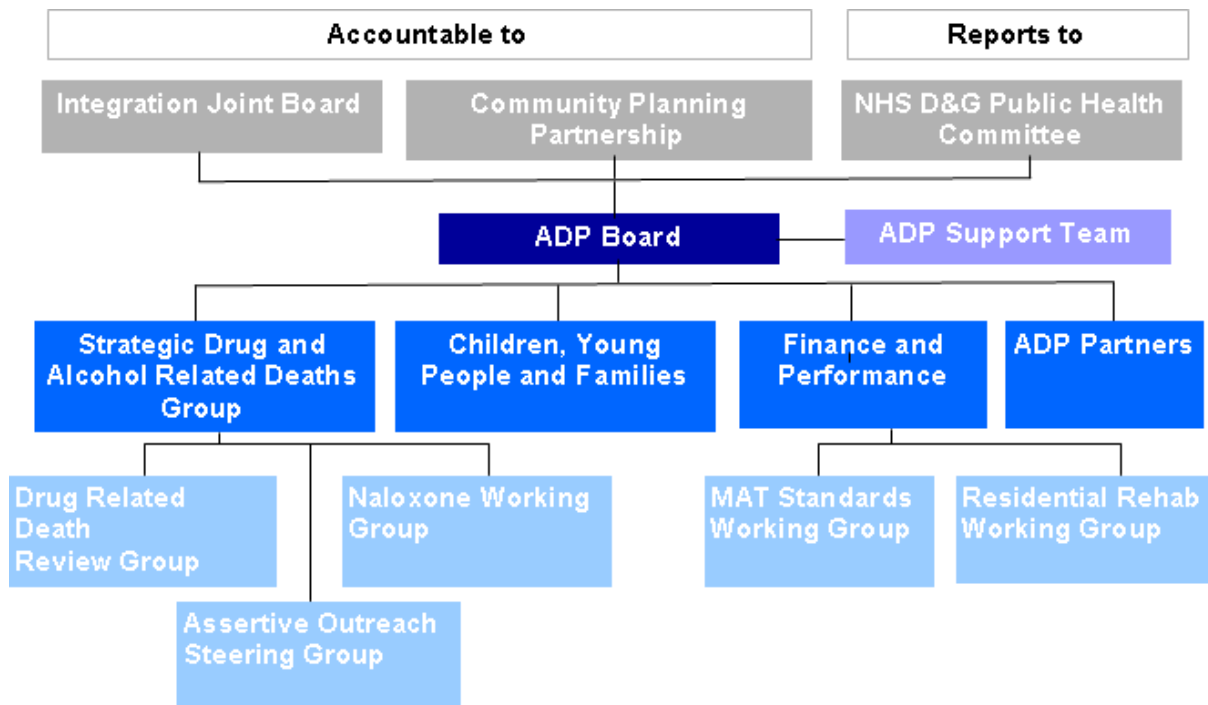 Accountable to
Reports to
Integration Joint Board
Community Planning
Partnership
NHS D&G Public Health
Committee
ADP Board
ADP Support Team
Strategic Drug and
Alcohol Related Deaths
Group
Children, Young
People and Families
Finance and
Performance
ADP Partners
Drug Related
Death
Review Group
Naloxone Working
Group
MAT Standards
Working Group
Residential Rehab
Working Group
Assertive Outreach
Steering Group